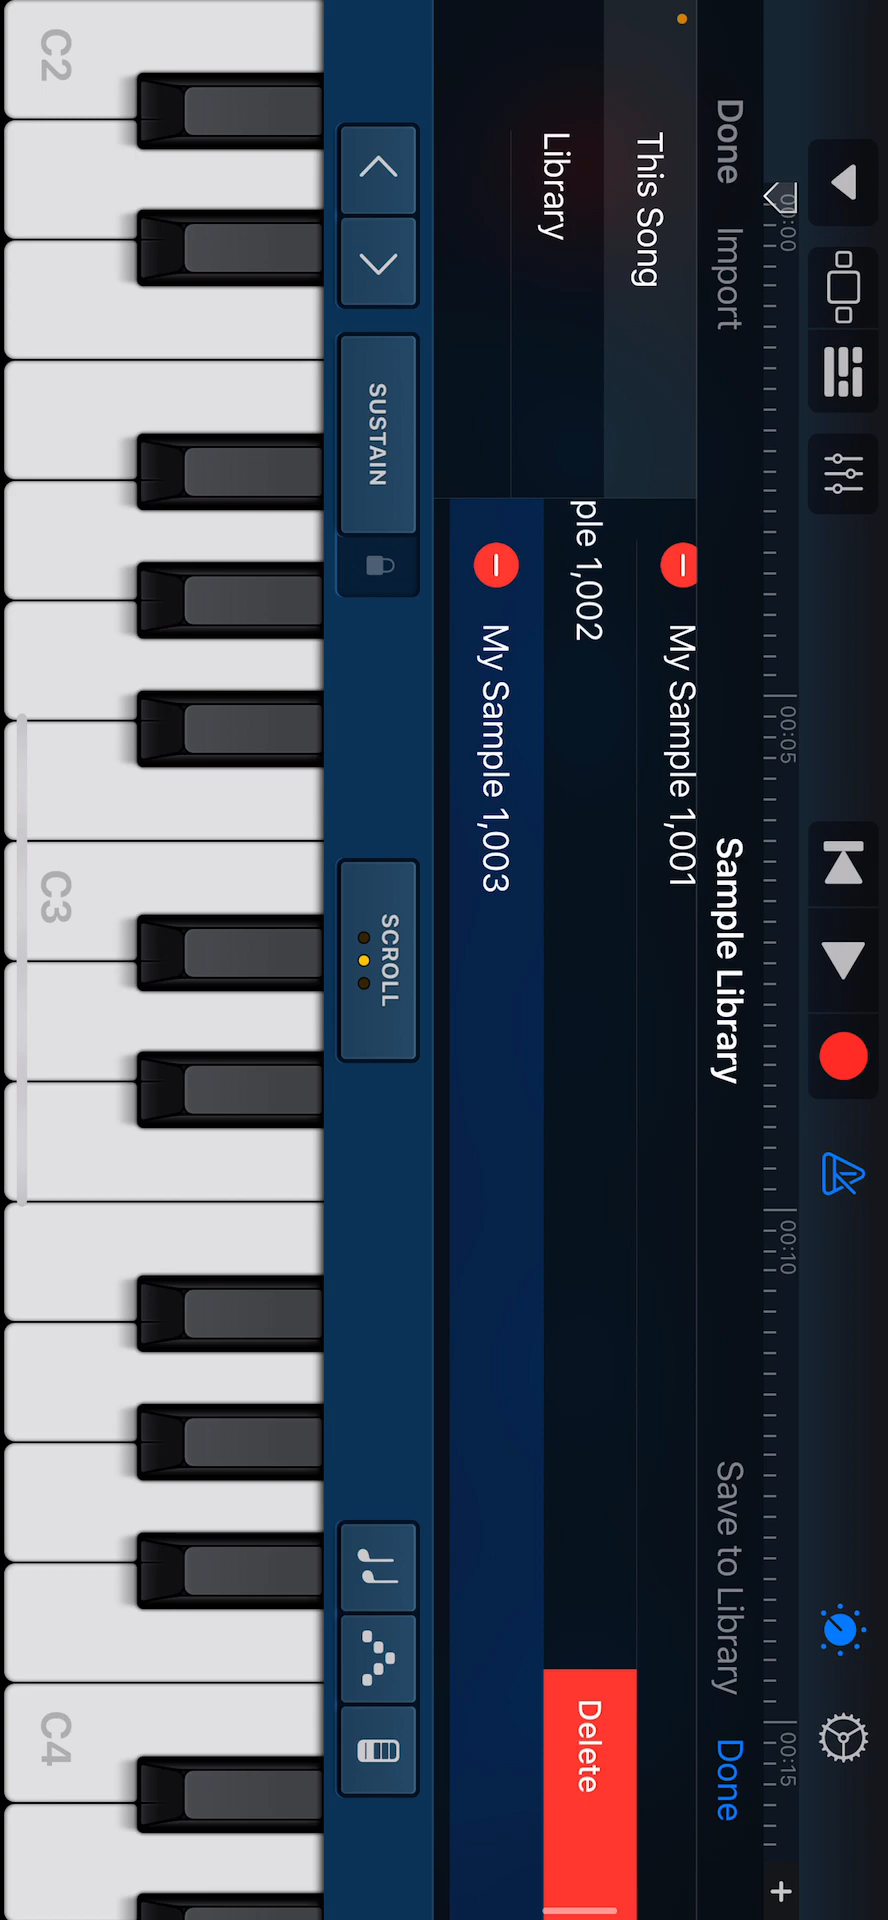 00:00
00:05
00:10
00:15
Done
Import
Sample Library
Save to Library
Done
This Song
Library
My Sample 1,001
ple 1,002
Delete
My Sample 1,003
SUSTAIN
SCROLL
C2
C3
C4